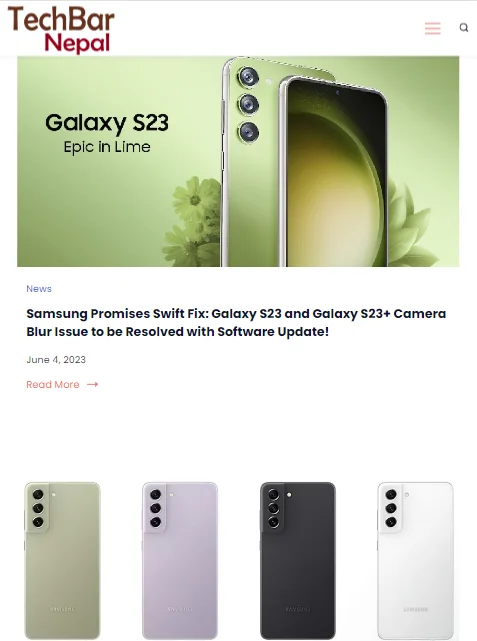 TechBar
Nepal
Galaxy S23
Epic in Lime
News
Samsung Promises Swift Fix: Galaxy S23 and Galaxy S23+ Camera
Blur Issue to be Resolved with Software Update!
June 4, 2023
Read More →
SAMSUNG SAMSUNG SAMSUNG SAMSUNG